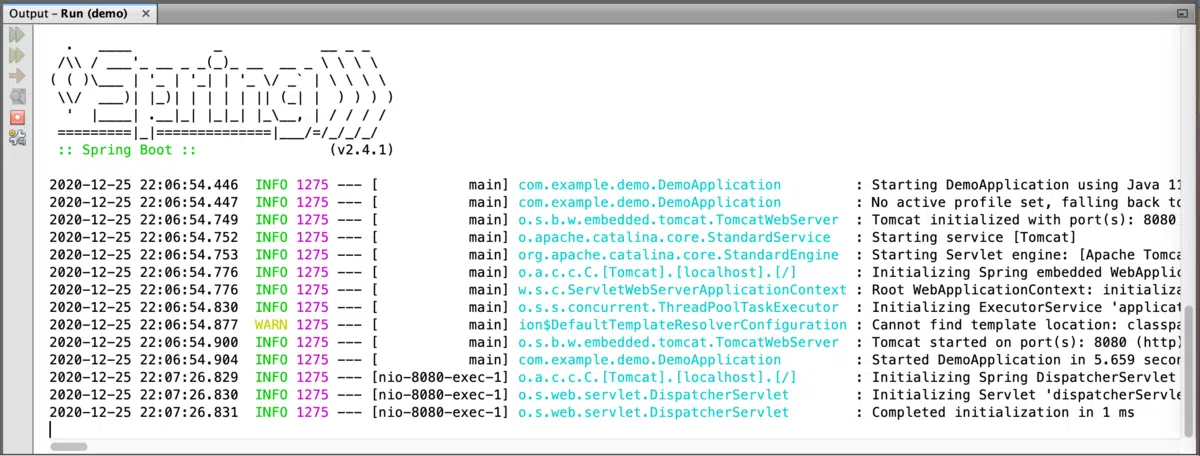 Output – Run (demo) ×
  .   ____          _            __ _ _
 /\\ / ___'_ __ _ _(_)_ __  __ _ \ \ \ \
( ( )\___ | '_ | '_| | '_ \/ _` | \ \ \ \
 \\/  ___)| |_)| | | | | || (_| |  ) ) ) )
  '  |____| .__|_| |_|_| |_\__, | / / / /
 =========|_|==============|___/=/_/_/_/
 :: Spring Boot ::                (v2.4.1)
2020-12-25 22:06:54.446  INFO 1275 --- [           main] com.example.demo.DemoApplication         : Starting DemoApplication using Java 11
2020-12-25 22:06:54.447  INFO 1275 --- [           main] com.example.demo.DemoApplication         : No active profile set, falling back to
2020-12-25 22:06:54.749  INFO 1275 --- [           main] o.s.b.w.embedded.tomcat.TomcatWebServer  : Tomcat initialized with port(s): 8080
2020-12-25 22:06:54.752  INFO 1275 --- [           main] o.apache.catalina.core.StandardService   : Starting service [Tomcat]
2020-12-25 22:06:54.753  INFO 1275 --- [           main] org.apache.catalina.core.StandardEngine  : Starting Servlet engine: [Apache Tomca
2020-12-25 22:06:54.776  INFO 1275 --- [           main] o.a.c.c.C.[Tomcat].[localhost].[/]       : Initializing Spring embedded WebApplic
2020-12-25 22:06:54.776  INFO 1275 --- [           main] w.s.c.ServletWebServerApplicationContext : Root WebApplicationContext: initializa
2020-12-25 22:06:54.830  INFO 1275 --- [           main] o.s.s.concurrent.ThreadPoolTaskExecutor  : Initializing ExecutorService 'applicat
2020-12-25 22:06:54.877  WARN 1275 --- [           main] ion$DefaultTemplateResolverConfiguration : Cannot find template location: classpa
2020-12-25 22:06:54.900  INFO 1275 --- [           main] o.s.b.w.embedded.tomcat.TomcatWebServer  : Tomcat started on port(s): 8080 (http)
2020-12-25 22:06:54.904  INFO 1275 --- [           main] com.example.demo.DemoApplication         : Started DemoApplication in 5.659 secon
2020-12-25 22:07:26.829  INFO 1275 --- [nio-8080-exec-1] o.a.c.c.C.[Tomcat].[localhost].[/]       : Initializing Spring DispatcherServlet
2020-12-25 22:07:26.830  INFO 1275 --- [nio-8080-exec-1] o.s.web.servlet.DispatcherServlet        : Initializing Servlet 'dispatcherServle
2020-12-25 22:07:26.831  INFO 1275 --- [nio-8080-exec-1] o.s.web.servlet.DispatcherServlet        : Completed initialization in 1 ms